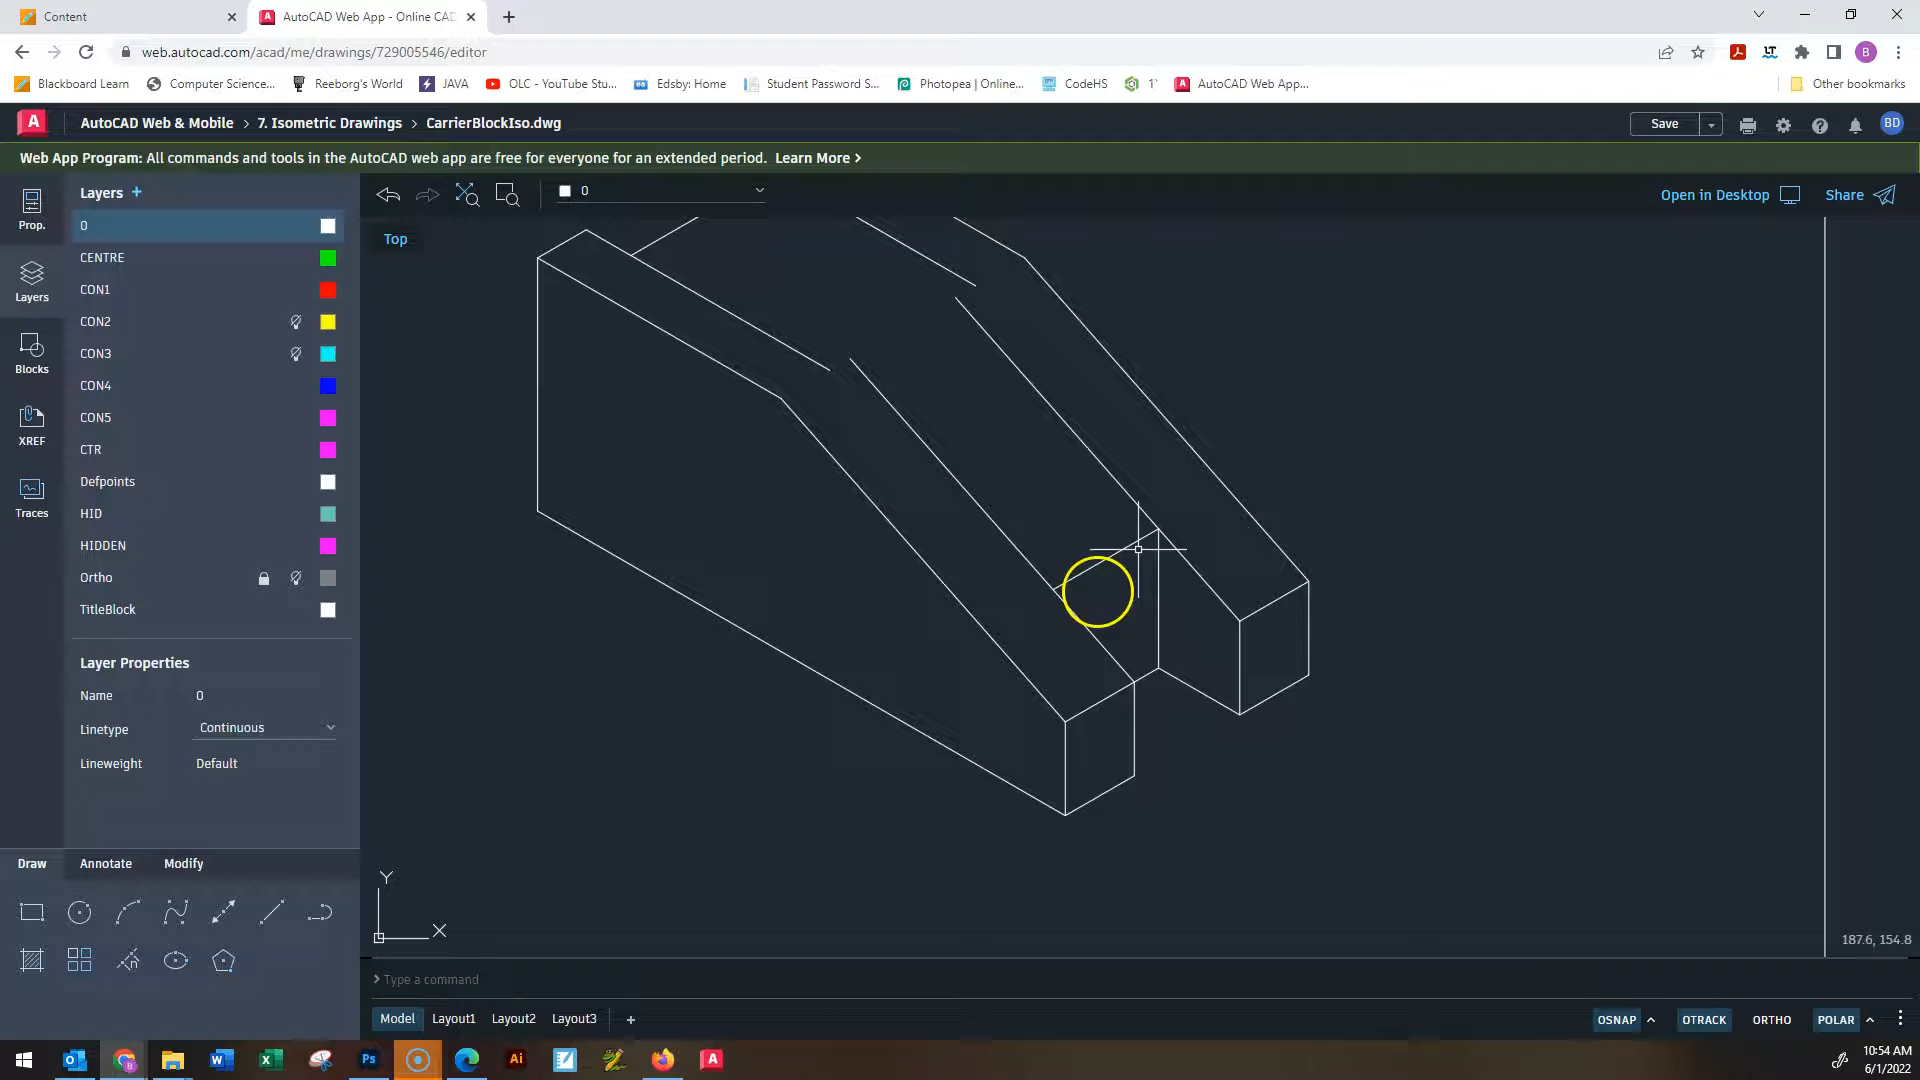 Content
AutoCAD Web App - Online CAD
web.autocad.com/acad/me/drawings/729005546/editor
Blackboard Learn
Computer Science...
Reeborg's World
JAVA
OLC - YouTube Stu...
Edsby: Home
Student Password S...
Photopea | Online...
CodeHS
1`
AutoCAD Web App...
Other bookmarks
AutoCAD Web & Mobile > 7. Isometric Drawings > CarrierBlockIso.dwg
Save
BD
Web App Program: All commands and tools in the AutoCAD web app are free for everyone for an extended period. Learn More >
Prop.
Layers
Blocks
XREF
Traces
Layers +
0
CENTRE
CON1
CON2
CON3
CON4
CON5
CTR
Defpoints
HID
HIDDEN
Ortho
TitleBlock
Layer Properties
Name 0
Linetype Continuous
Lineweight Default
Draw Annotate Modify
0
Open in Desktop
Share
Top
Y
X
187.6, 154.8
> Type a command
Model Layout1 Layout2 Layout3 +
OSNAP OTRACK ORTHO POLAR
10:54 AM
6/1/2022